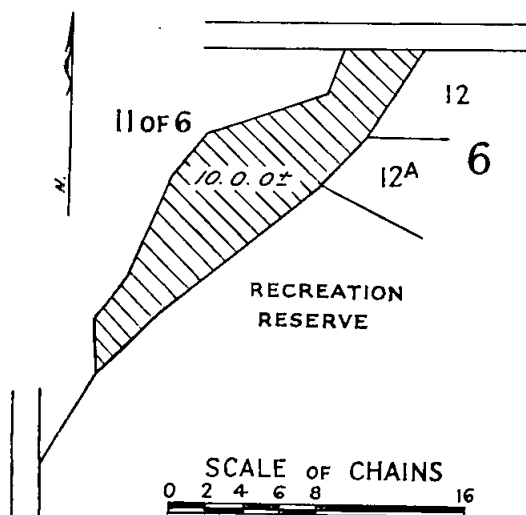 12
11 OF 6
6
10. 0. 0±
12A
N.
RECREATION
RESERVE
SCALE OF CHAINS
0 2 4 6 8 16